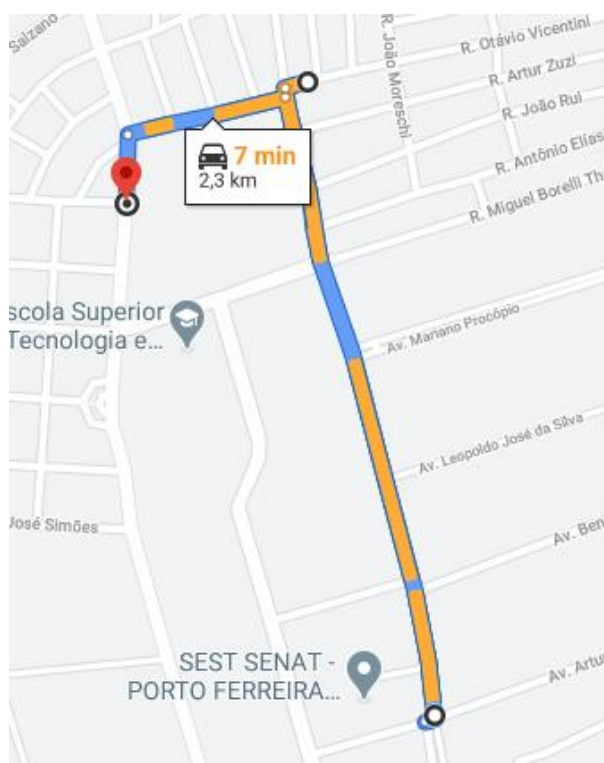 Salzano
R. João Moreschi
R. Otávio Vicentini
R. Artur Zuzi
R. João Rui
R. Antônio Elias
R. Miguel Borelli Th
7 min
2,3 km
scola Superior
Tecnologia e...
Av. Mariano Procópio
Av. Leopoldo José da Silva
José Simões
Av. Ben
SEST SENAT -
PORTO FERREIRA...
Av. Artu